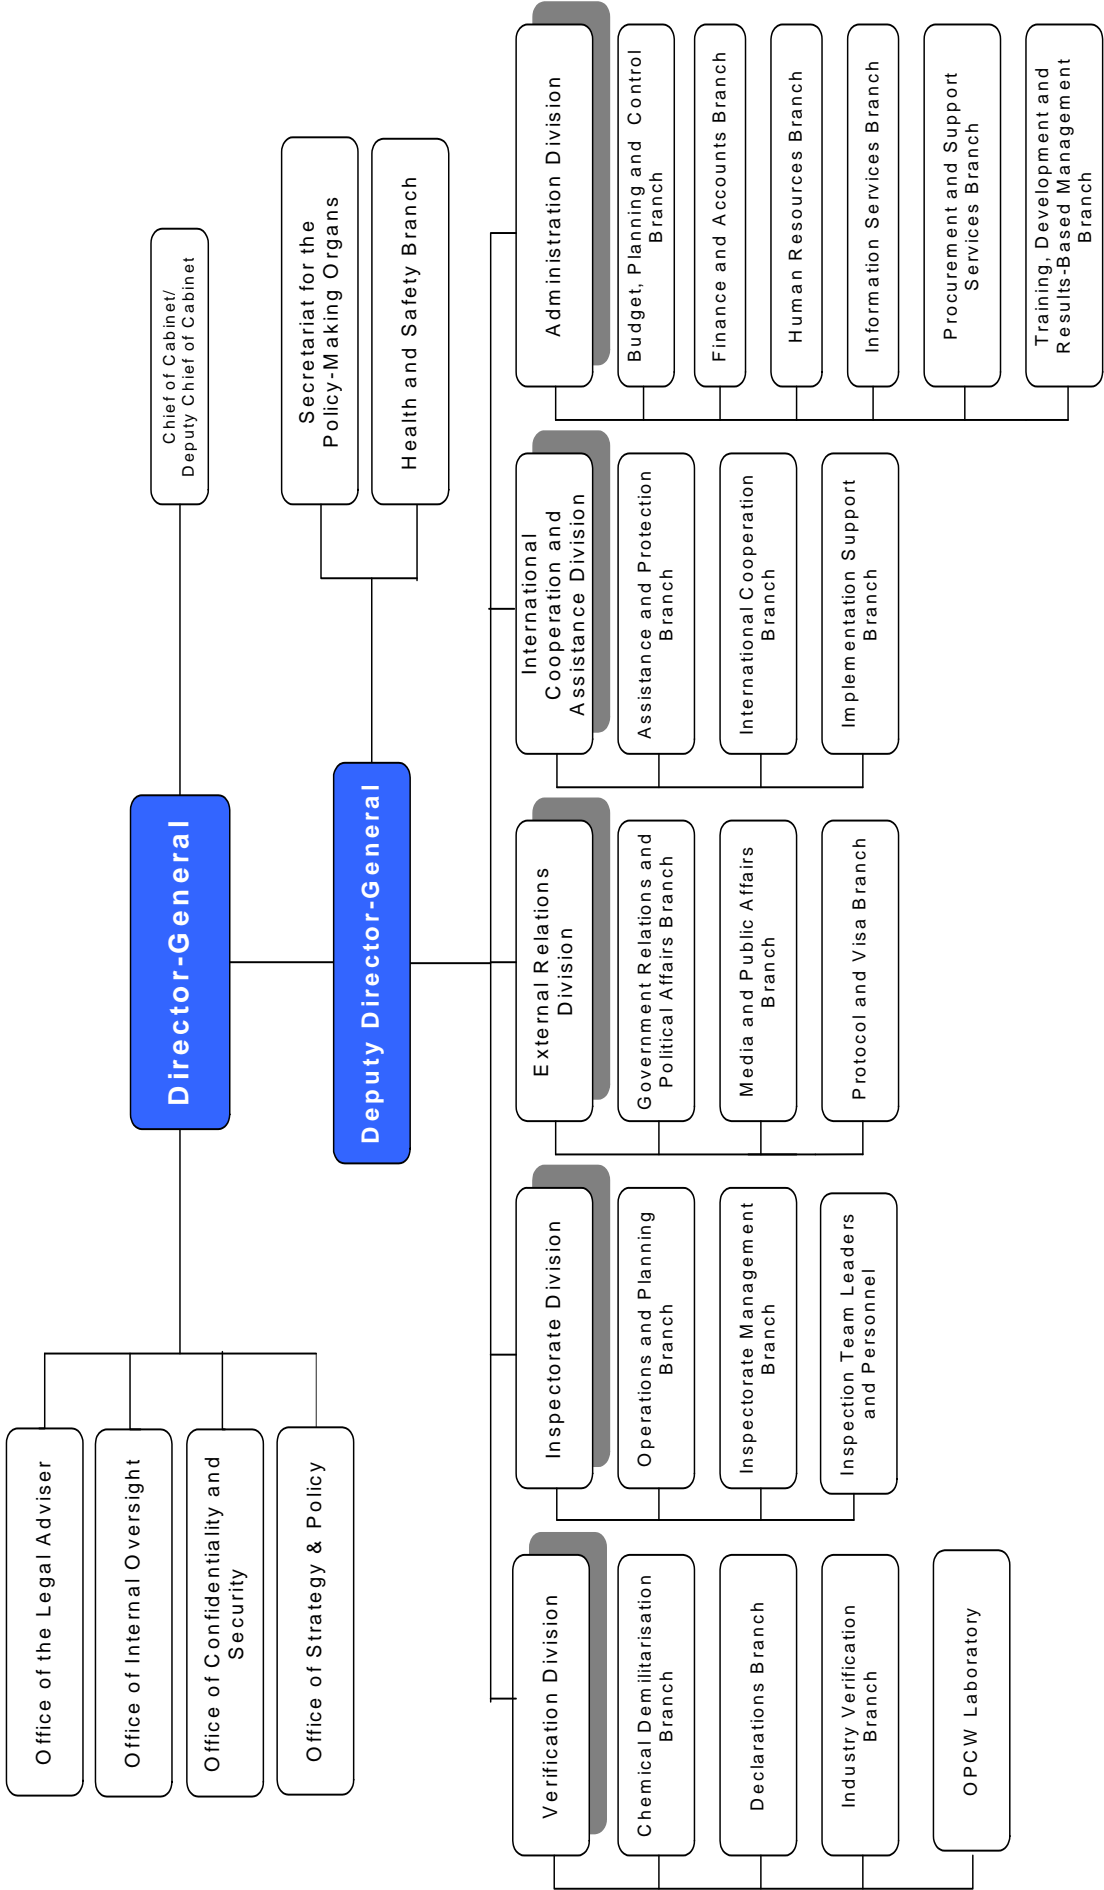 Director-General
Chief of Cabinet/
Deputy Chief of Cabinet
Office of the Legal Adviser
Office of Internal Oversight
Office of Confidentiality and
Security
Office of Strategy & Policy
Deputy Director-General
Secretariat for the
Policy-Making Organs
Health and Safety Branch
Verification Division
Chemical Demilitarisation
Branch
Declarations Branch
Industry Verification
Branch
OPCW Laboratory
Inspectorate Division
Operations and Planning
Branch
Inspectorate Management
Branch
Inspection Team Leaders
and Personnel
External Relations
Division
Government Relations and
Political Affairs Branch
Media and Public Affairs
Branch
Protocol and Visa Branch
International
Cooperation and
Assistance Division
Assistance and Protection
Branch
International Cooperation
Branch
Implementation Support
Branch
Administration Division
Budget, Planning and Control
Branch
Finance and Accounts Branch
Human Resources Branch
Information Services Branch
Procurement and Support
Services Branch
Training, Development and
Results-Based Management
Branch